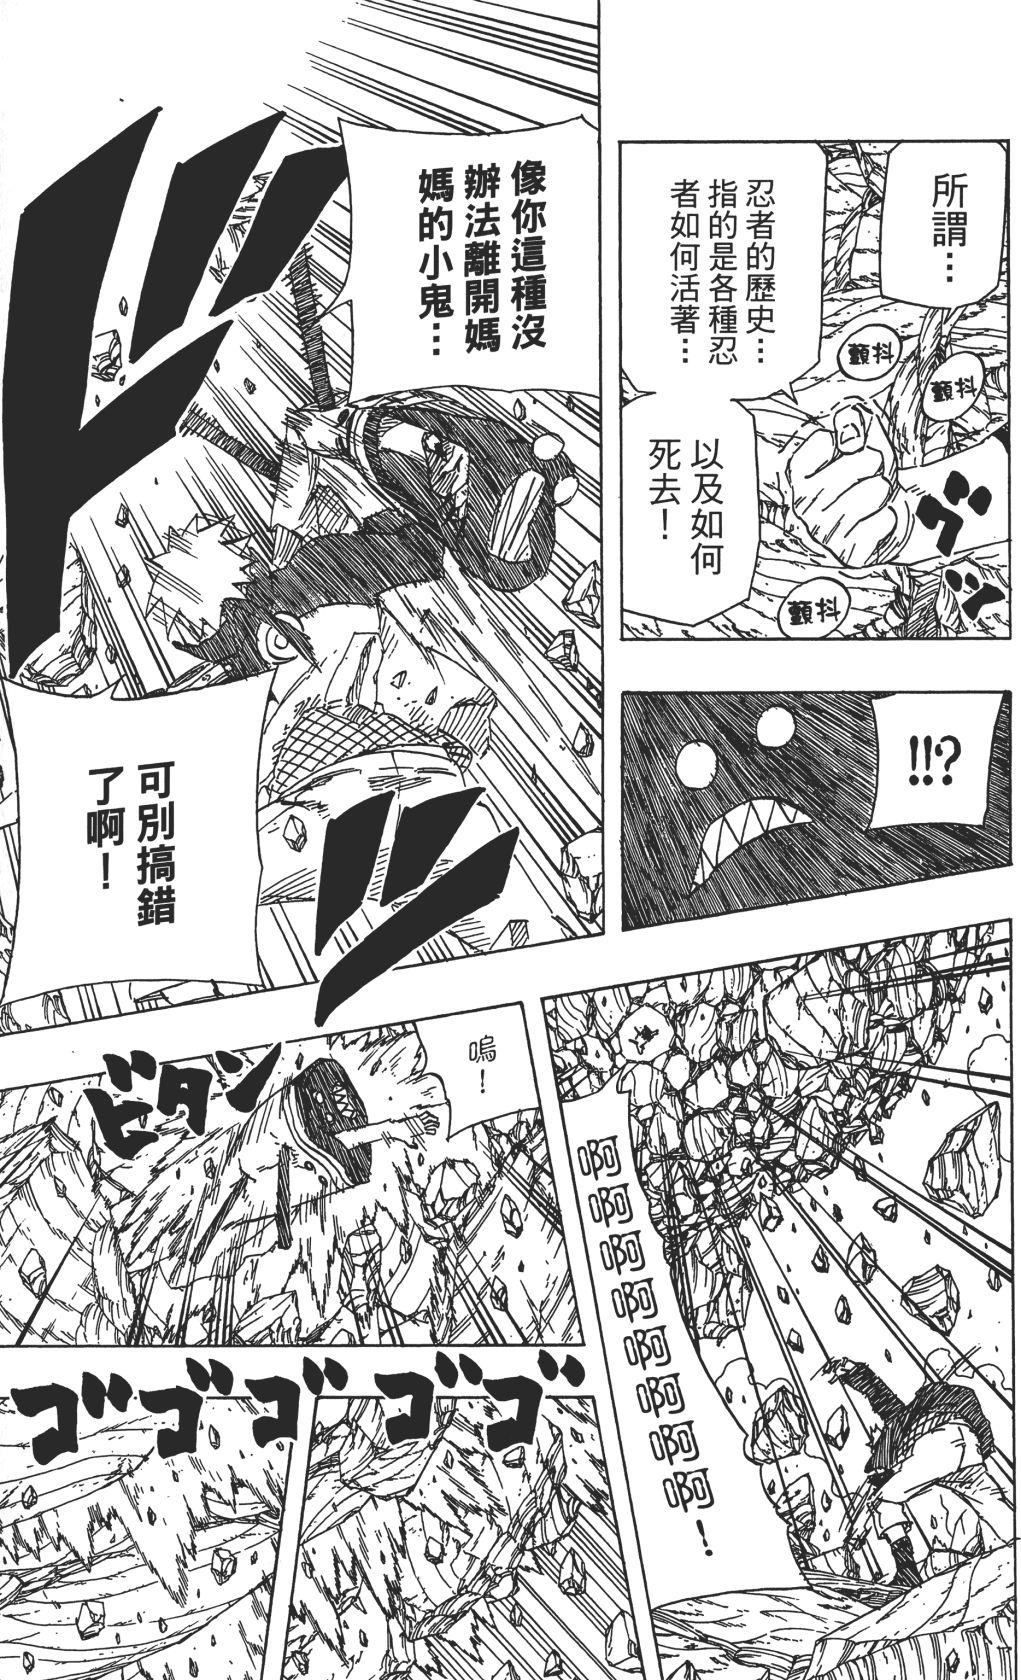 所謂…
忍者的歷史…
指的是各種忍
者如何活著…
顫抖
顫抖
ゴ
以及如何
死去！
顫抖
ゴ
!!?
像你這種沒
辦法離開媽
媽的小鬼…
ド
ド
可別搞錯
了啊！
啊啊啊啊啊啊啊啊！
嗚！
ビタン
ゴゴゴゴゴ